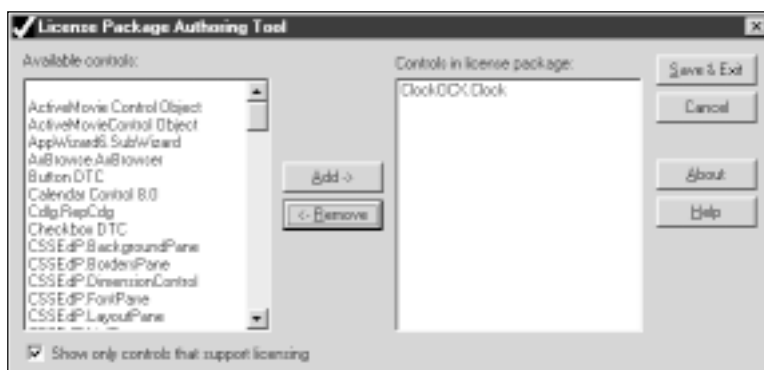 License Package Authoring Tool
Available controls:
ActiveMovie Control Object
ActiveMovieControl Object
AppWizard6.SubWizard
AxBrowse.AxBrowser
Button DTC
Calendar Control 8.0
Cdlg.RepCdg
Checkbox DTC
CSSEdP.BackgroundPane
CSSEdP.BordersPane
CSSEdP.DimensionControl
CSSEdP.FontPane
CSSEdP.LayoutPane
Show only controls that support licensing
Add ->
<- Remove
Controls in license package:
ClockOCX.Clock
Save & Exit
Cancel
About
Help